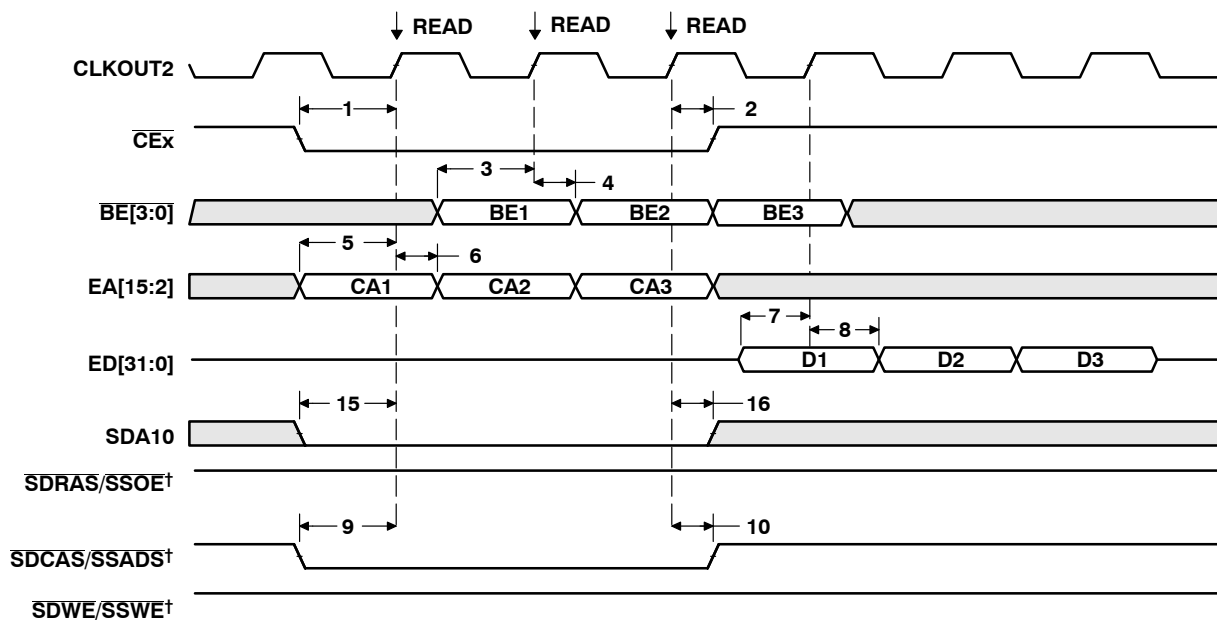 READ READ READ
CLKOUT2
1 2
CEx
3 4
BE[3:0] BE1 BE2 BE3
5 6
EA[15:2] CA1 CA2 CA3
7 8
ED[31:0] D1 D2 D3
15 16
SDA10
SDRAS/SSOE†
9 10
SDCAS/SSADS†
SDWE/SSWE†